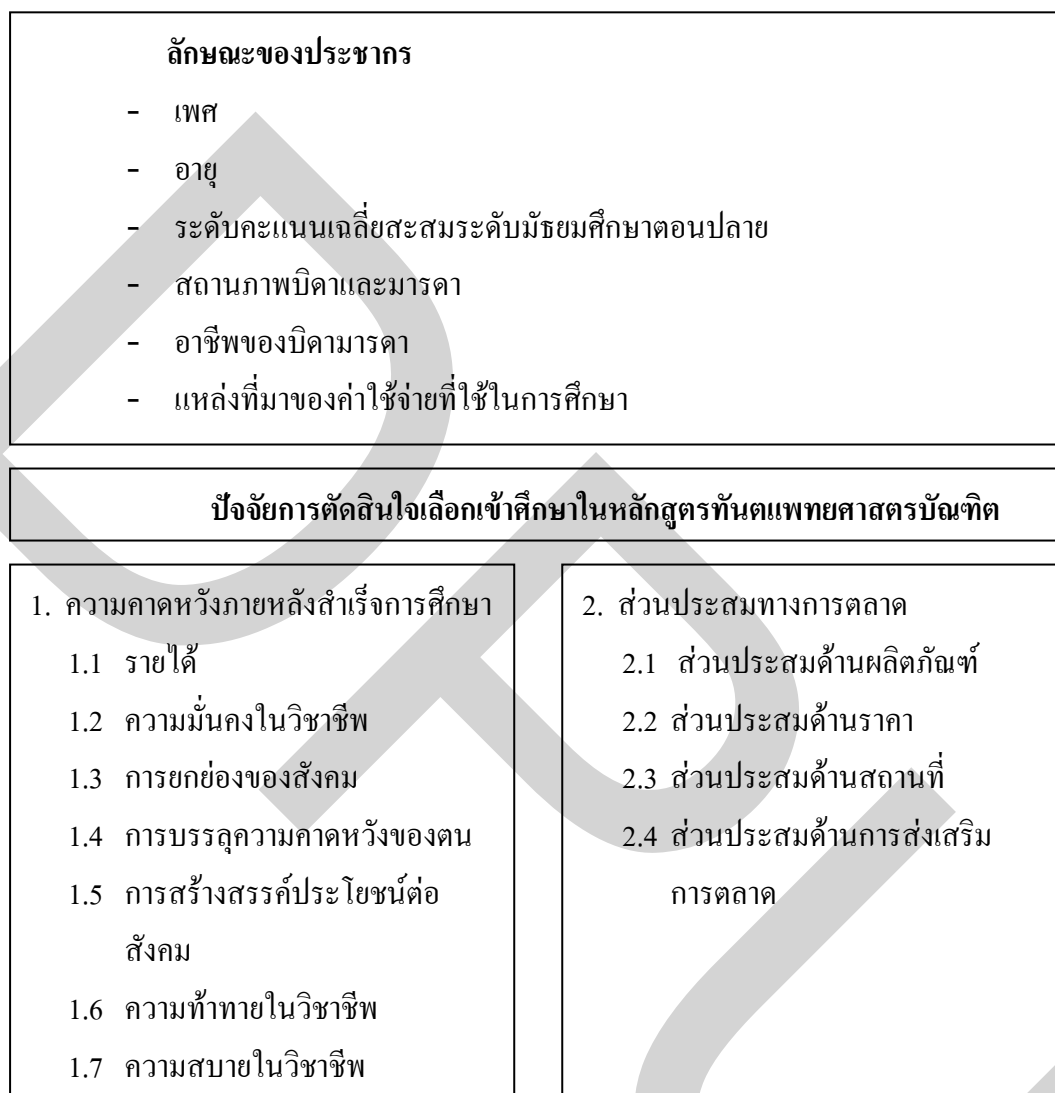 ลักษณะของประชากร
- เพศ
- อายุ
- ระดับคะแนนเฉลี่ยสะสมระดับมัธยมศึกษาตอนปลาย
- สถานภาพบิดาและมารดา
- อาชีพของบิดามารดา
- แหล่งที่มาของค่าใช้จ่ายที่ใช้ในการศึกษา
ปัจจัยการตัดสินใจเลือกเข้าศึกษาในหลักสูตรทันตแพทยศาสตรบัณฑิต
1. ความคาดหวังภายหลังสำเร็จการศึกษา
1.1 รายได้
1.2 ความมั่นคงในวิชาชีพ
1.3 การยกย่องของสังคม
1.4 การบรรลุความคาดหวังของตน
1.5 การสร้างสรรค์ประโยชน์ต่อ
สังคม
1.6 ความท้าทายในวิชาชีพ
1.7 ความสบายในวิชาชีพ
2. ส่วนประสมทางการตลาด
2.1 ส่วนประสมด้านผลิตภัณฑ์
2.2 ส่วนประสมด้านราคา
2.3 ส่วนประสมด้านสถานที่
2.4 ส่วนประสมด้านการส่งเสริม
การตลาด